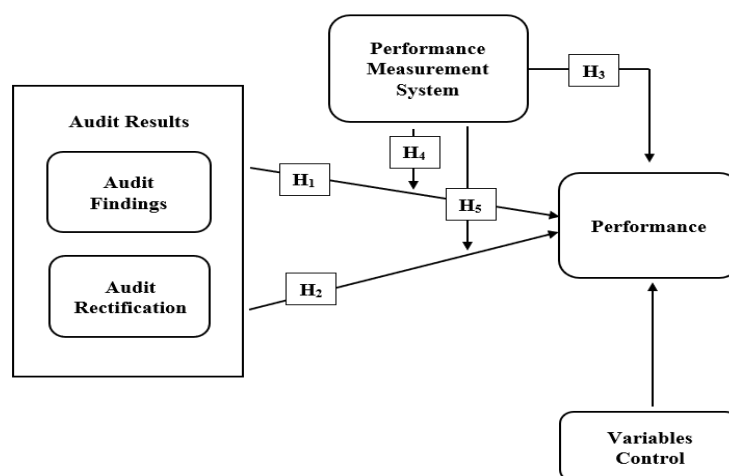 Performance
Measurement
System
H₃
Audit Results
H₄
Audit
Findings
H₁
H₅
Performance
Audit
Rectification
H₂
Variables
Control